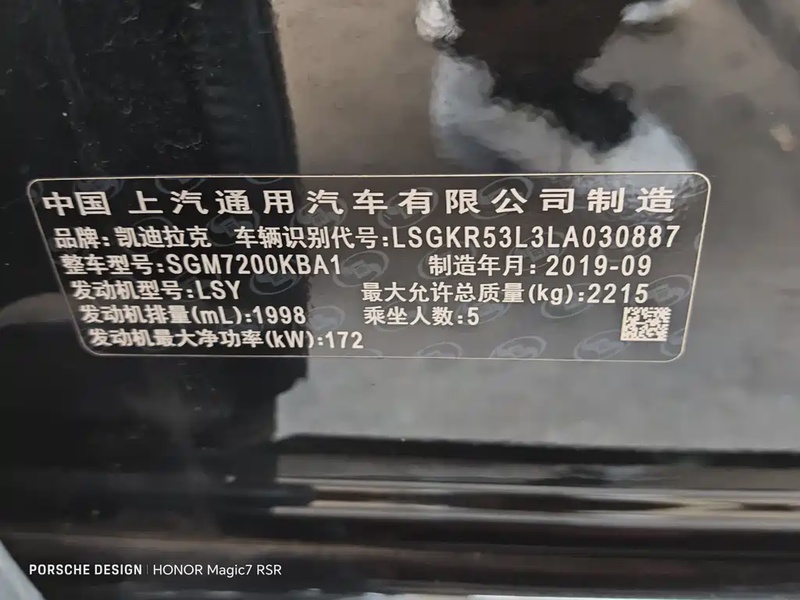 中国 上汽通用汽车有限公司制造
品牌:凯迪拉克 车辆识别代号:LSGKR53L3LA030887
整车型号:SGM7200KBA1 制造年月:2019-09
发动机型号:LSY 最大允许总质量(kg):2215
发动机排量(mL):1998 乘坐人数:5
发动机最大净功率(kW):172
PORSCHE DESIGN | HONOR Magic7 RSR